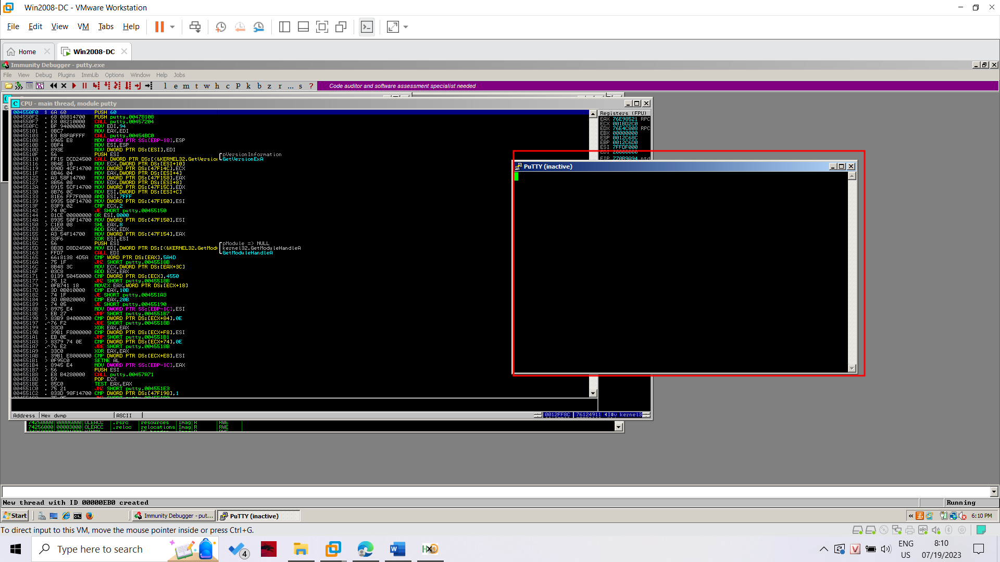 Win2008-DC - VMware Workstation
File Edit View VM Tabs Help
Home Win2008-DC
Immunity Debugger - putty.exe
File View Debug Plugins ImmLib Options Window Help Jobs
l e m t w h c P k b z r ... s ?
Code auditor and software assessment specialist needed
CPU - main thread, module putty
004550F0 $ 6A 60 PUSH 60
004550F2 . 68 08814700 PUSH putty.00478108
004550F7 . E8 08210000 CALL putty.00457204
004550FC . BF 94000000 MOV EDI,94
00455101 . 8BC7 MOV EAX,EDI
00455103 . E8 B8FAFFFF CALL putty.00454BC0
00455108 . 8965 E8 MOV DWORD PTR SS:[EBP-18],ESP
0045510B . 8BF4 MOV ESI,ESP
0045510D . 893E MOV DWORD PTR DS:[ESI],EDI
0045510F . 56 PUSH ESI pVersionInformation
00455110 . FF15 DCD24500 CALL DWORD PTR DS:[<&KERNEL32.GetVersion GetVersionExA
00455116 . 8B4E 10 MOV ECX,DWORD PTR DS:[ESI+10]
00455119 . 890D 4CF14700 MOV DWORD PTR DS:[47F14C],ECX
0045511F . 8B46 04 MOV EAX,DWORD PTR DS:[ESI+4]
00455122 . A3 58F14700 MOV DWORD PTR DS:[47F158],EAX
00455127 . 8B56 08 MOV EDX,DWORD PTR DS:[ESI+8]
0045512A . 8915 5CF14700 MOV DWORD PTR DS:[47F15C],EDX
00455130 . 8B76 0C MOV ESI,DWORD PTR DS:[ESI+C]
00455133 . 81E6 FF7F0000 AND ESI,7FFF
00455139 . 8935 50F14700 MOV DWORD PTR DS:[47F150],ESI
0045513F . 83F9 02 CMP ECX,2
00455142 . 74 0C JE SHORT putty.00455150
00455144 . 81CE 00800000 OR ESI,8000
0045514A . 8935 50F14700 MOV DWORD PTR DS:[47F150],ESI
00455150 > C1E0 08 SHL EAX,8
00455153 . 03C2 ADD EAX,EDX
00455155 . A3 54F14700 MOV DWORD PTR DS:[47F154],EAX
0045515A . 33F6 XOR ESI,ESI
0045515C . 56 PUSH ESI pModule => NULL
0045515D . 8B3D D8D24500 MOV EDI,DWORD PTR DS:[<&KERNEL32.GetModu kernel32.GetModuleHandleA
00455163 . FFD7 CALL EDI GetModuleHandleA
00455165 . 66:8138 4D5A CMP WORD PTR DS:[EAX],5A4D
0045516A . 75 1F JNZ SHORT putty.0045518B
0045516C . 8B48 3C MOV ECX,DWORD PTR DS:[EAX+3C]
0045516F . 03C8 ADD ECX,EAX
00455171 . 8139 50450000 CMP DWORD PTR DS:[ECX],4550
00455177 . 75 12 JNZ SHORT putty.0045518B
00455179 . 0FB741 18 MOVZX EAX,WORD PTR DS:[ECX+18]
0045517D . 3D 0B010000 CMP EAX,10B
00455182 . 74 1F JE SHORT putty.004551A3
00455184 . 3D 0B020000 CMP EAX,20B
00455189 . 74 05 JE SHORT putty.00455190
0045518B > 8975 E4 MOV DWORD PTR SS:[EBP-1C],ESI
0045518E . EB 27 JMP SHORT putty.004551B7
00455190 > 83B9 84000000 CMP DWORD PTR DS:[ECX+84],0E
00455197 .^76 F2 JBE SHORT putty.0045518B
00455199 . 33C0 XOR EAX,EAX
0045519B . 39B1 F8000000 CMP DWORD PTR DS:[ECX+F8],ESI
004551A1 . EB 0E JMP SHORT putty.004551B1
004551A3 > 8379 74 0E CMP DWORD PTR DS:[ECX+74],0E
004551A7 .^76 E2 JBE SHORT putty.0045518B
004551A9 . 33C0 XOR EAX,EAX
004551AB . 39B1 E8000000 CMP DWORD PTR DS:[ECX+E8],ESI
004551B1 > 0F95C0 SETNE AL
004551B4 . 8945 E4 MOV DWORD PTR SS:[EBP-1C],EAX
004551B7 > 56 PUSH ESI
004551B8 . E8 B4280000 CALL putty.00457A71
004551BD . 59 POP ECX
004551BE . 85C0 TEST EAX,EAX
004551C0 . 75 21 JNZ SHORT putty.004551E3
004551C2 . 833D 98F14700 CMP DWORD PTR DS:[47F198],1
Registers (FPU)
EAX 76E98521 RPC
ECX 001BD2C0
EDX 76E4C808 RPC
EBX 00000000
ESP 0012C68C
EBP 0012C6D0
ESI 7FFDF000
EDI 20000000
EIP 770B9A94 ntd
PuTTY (inactive)
Address Hex dump ASCII
0012FF8C 76124911 kernel3
74250000 00006000 OLEACC .rsrc resources Imag R RWE
74256000 00003000 OLEACC .reloc relocations Imag R RWE
New thread with ID 00000EB0 created
Running
Start Immunity Debugger - put... PuTTY (inactive) « 6:10 PM
To direct input to this VM, move the mouse pointer inside or press Ctrl+G.
Type here to search
4
ENG
US
8:10
07/19/2023